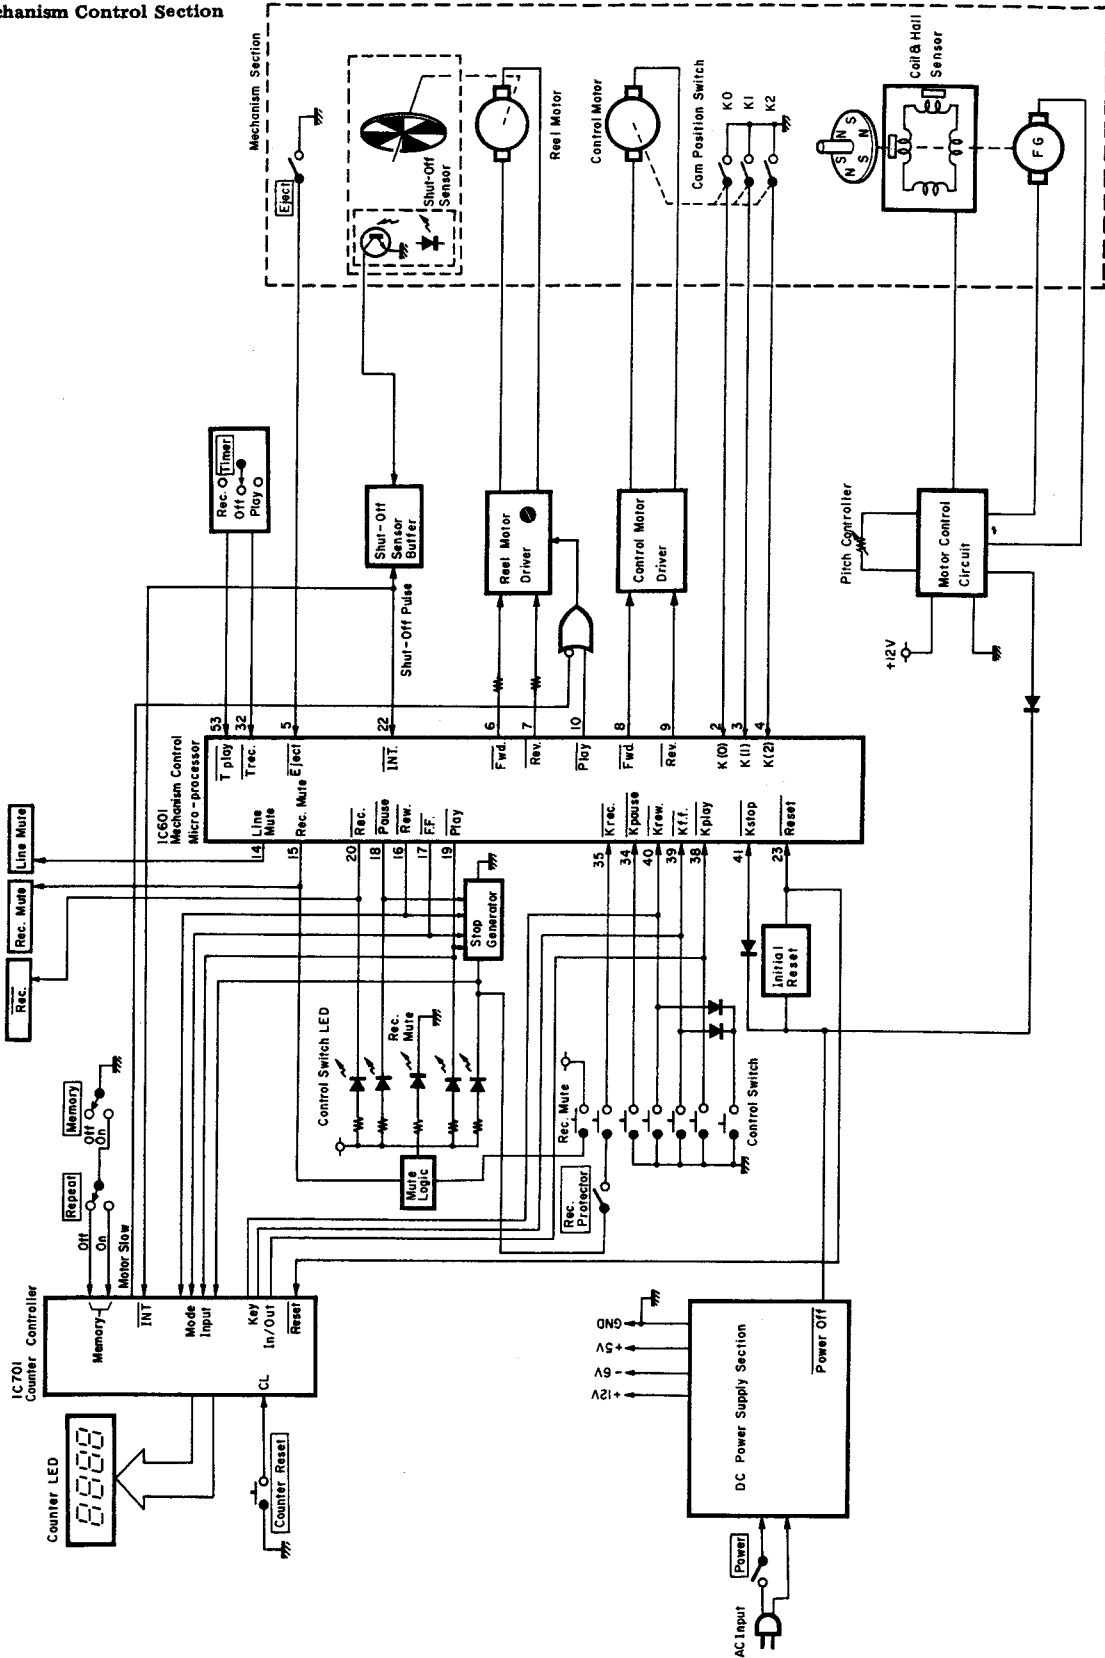 chanism Control Section
Mechanism Section
Eject
Shut-Off
Sensor
Reel Motor
Control Motor
Cam Position Switch
K0
K1
K2
Coil & Hall
Sensor
N
S
N
S
N
S
FG
Rec.
Timer
Off
Play
Shut-Off
Sensor
Buffer
Shut-Off Pulse
Reel Motor
Driver
Control Motor
Driver
Pitch Controller
Motor Control
Circuit
+12V
IC601
Mechanism Control
Micro-processor
T play
53
Trec.
32
Eject
5
INT.
22
Fwd.
6
Rev.
7
Play
10
Fwd.
8
Rev.
9
K(0)
2
K(1)
3
K(2)
4
14
Line
Mute
15
Rec. Mute
20
Rec.
18
Pause
16
Rew.
17
F.F.
19
Play
35
Krec.
34
Kpause
40
Krew.
39
Kf.f.
38
Kplay
41
Kstop
23
Reset
Line Mute
Rec. Mute
Rec.
Stop
Generator
Initial
Reset
Control Switch LED
Rec.
Mute
Mute
Logic
Rec. Mute
Control Switch
Rec.
Protector
Memory
Off
On
Repeat
Off
On
Motor Slow
IC701
Counter Controller
Memory
INT
Mode
Input
Key
In/Out
Reset
CL
Counter LED
8888
Counter Reset
GND
+5V
-6V
+12V
DC Power Supply Section
Power Off
Power
AC Input